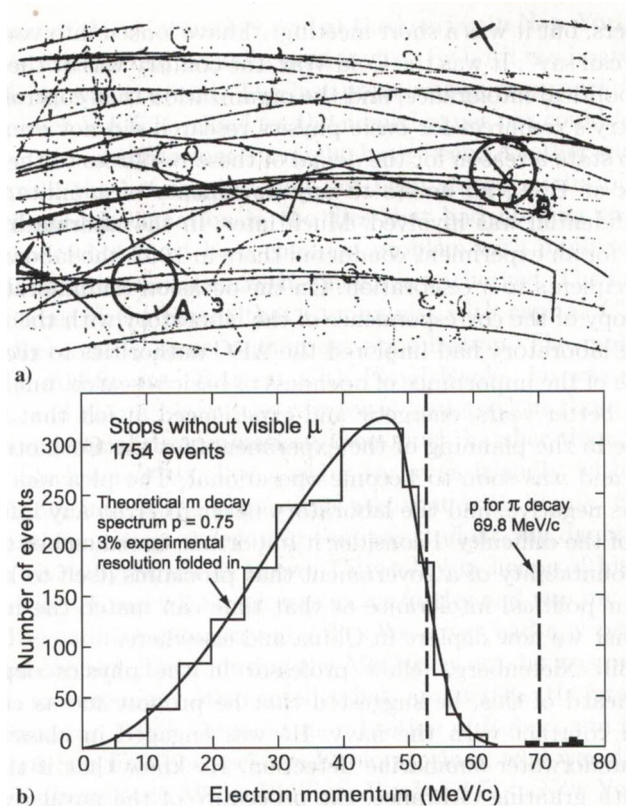 A
B
a)
Stops without visible μ
1754 events
Theoretical m decay
spectrum p = 0.75
3% experimental
resolution folded in
p for π decay
69.8 MeV/c
Number of events
300
250
200
150
100
50
0
10
20
30
40
50
60
70
80
b)
Electron momentum (MeV/c)